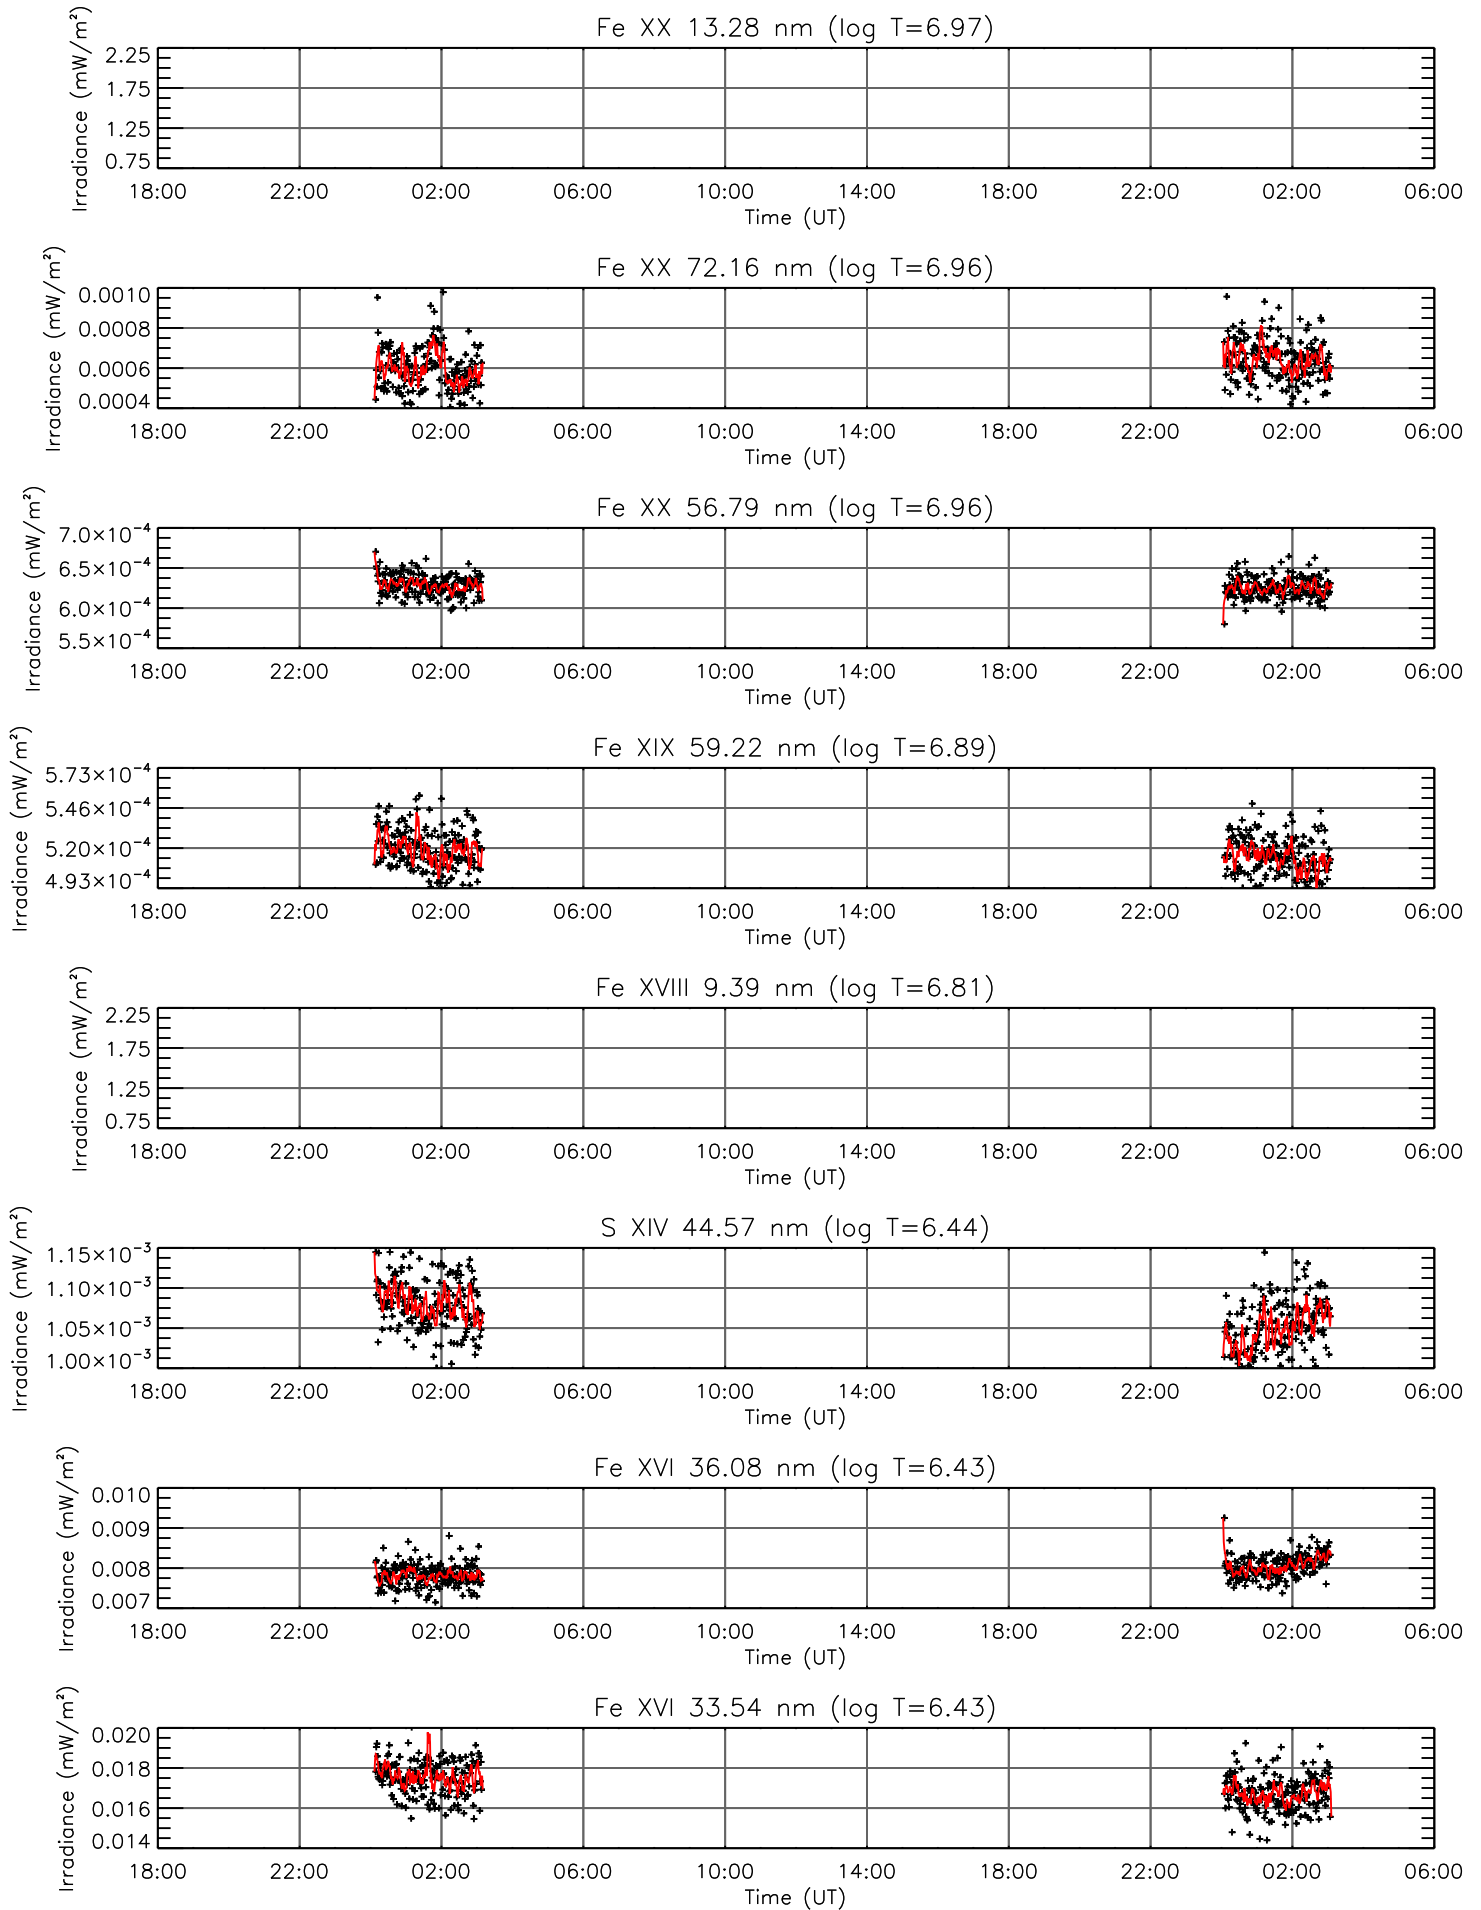 Fe XX 13.28 nm (log T=6.97)
Irradiance (mW/m²)
2.25
1.75
1.25
0.75
18:00 22:00 02:00 06:00 10:00 14:00 18:00 22:00 02:00 06:00
Time (UT)
Fe XX 72.16 nm (log T=6.96)
Irradiance (mW/m²)
0.0010
0.0008
0.0006
0.0004
18:00 22:00 02:00 06:00 10:00 14:00 18:00 22:00 02:00 06:00
Time (UT)
Fe XX 56.79 nm (log T=6.96)
Irradiance (mW/m²)
7.0×10⁻⁴
6.5×10⁻⁴
6.0×10⁻⁴
5.5×10⁻⁴
18:00 22:00 02:00 06:00 10:00 14:00 18:00 22:00 02:00 06:00
Time (UT)
Fe XIX 59.22 nm (log T=6.89)
Irradiance (mW/m²)
5.73×10⁻⁴
5.46×10⁻⁴
5.20×10⁻⁴
4.93×10⁻⁴
18:00 22:00 02:00 06:00 10:00 14:00 18:00 22:00 02:00 06:00
Time (UT)
Fe XVIII 9.39 nm (log T=6.81)
Irradiance (mW/m²)
2.25
1.75
1.25
0.75
18:00 22:00 02:00 06:00 10:00 14:00 18:00 22:00 02:00 06:00
Time (UT)
S XIV 44.57 nm (log T=6.44)
Irradiance (mW/m²)
1.15×10⁻³
1.10×10⁻³
1.05×10⁻³
1.00×10⁻³
18:00 22:00 02:00 06:00 10:00 14:00 18:00 22:00 02:00 06:00
Time (UT)
Fe XVI 36.08 nm (log T=6.43)
Irradiance (mW/m²)
0.010
0.009
0.008
0.007
18:00 22:00 02:00 06:00 10:00 14:00 18:00 22:00 02:00 06:00
Time (UT)
Fe XVI 33.54 nm (log T=6.43)
Irradiance (mW/m²)
0.020
0.018
0.016
0.014
18:00 22:00 02:00 06:00 10:00 14:00 18:00 22:00 02:00 06:00
Time (UT)